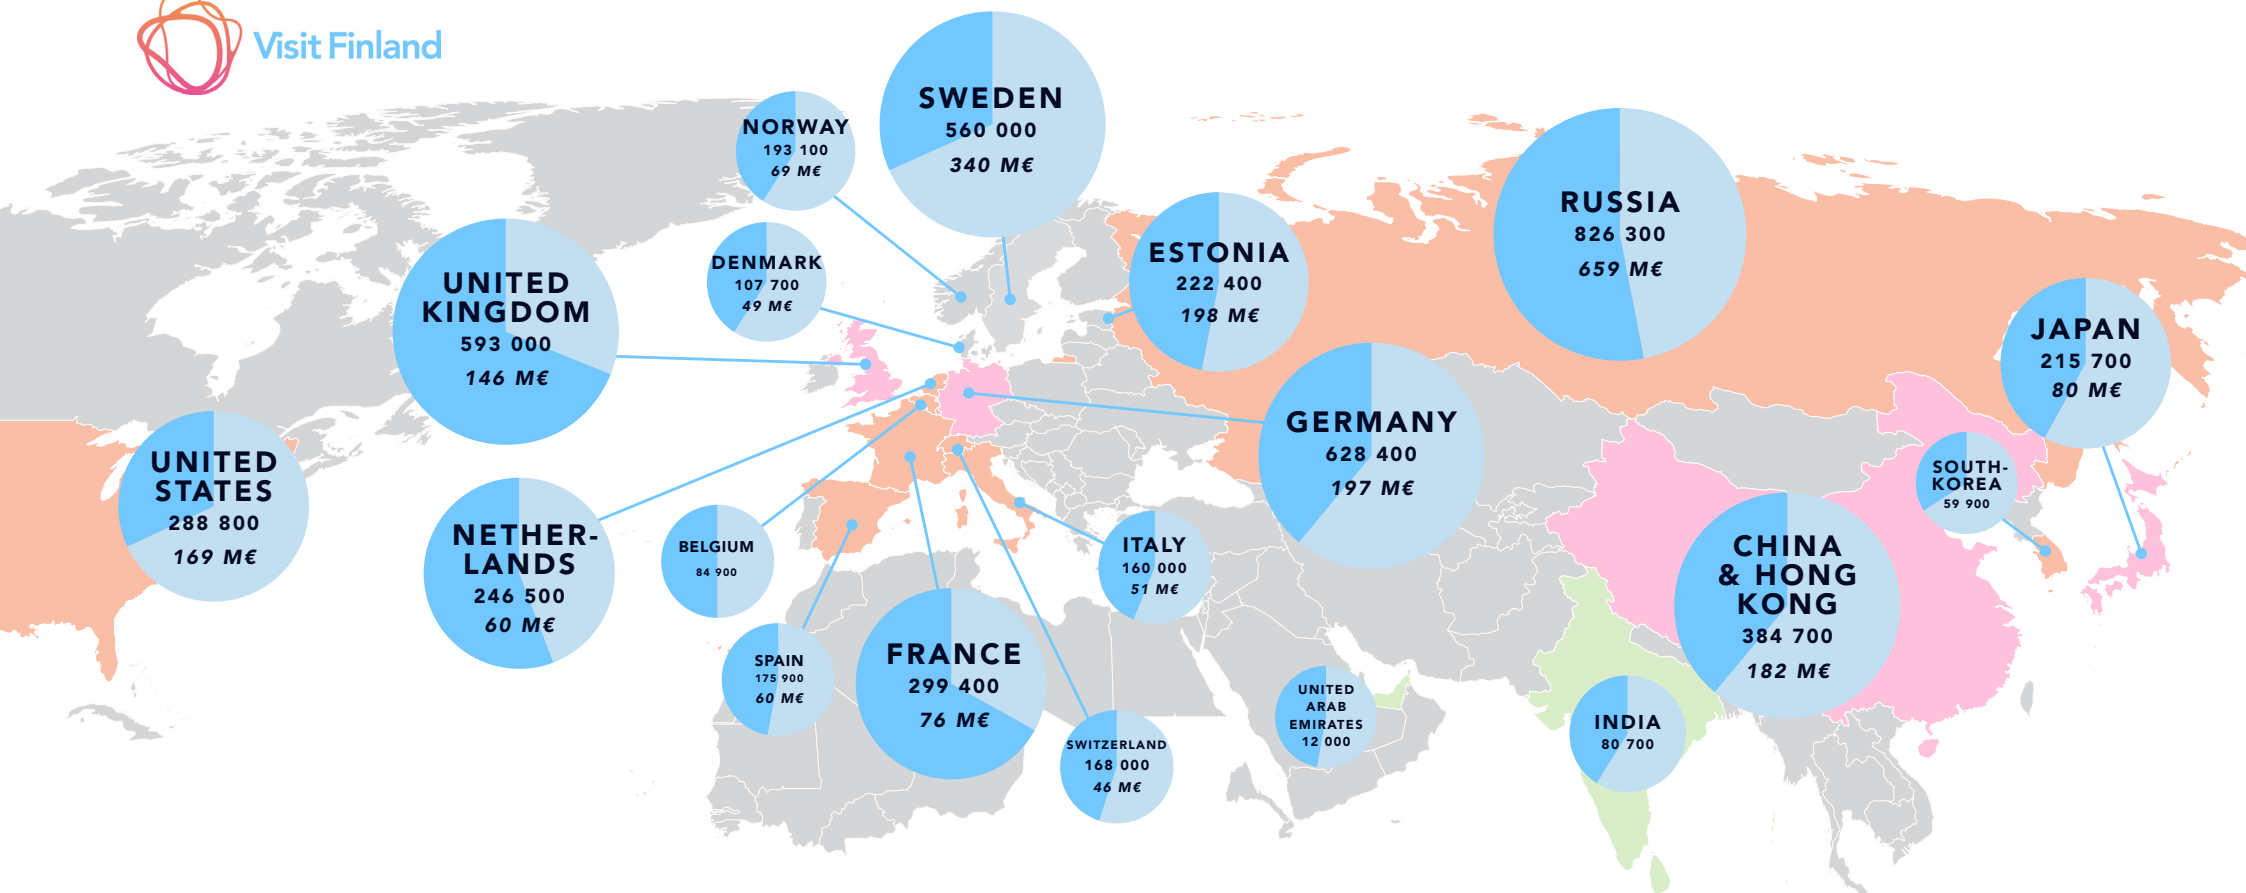 Visit Finland
SWEDEN
560 000
340 M€
NORWAY
193 100
69 M€
RUSSIA
826 300
659 M€
ESTONIA
222 400
198 M€
DENMARK
107 700
49 M€
UNITED
KINGDOM
593 000
146 M€
JAPAN
215 700
80 M€
GERMANY
628 400
197 M€
UNITED
STATES
288 800
169 M€
SOUTH-
KOREA
59 900
NETHER-
LANDS
246 500
60 M€
BELGIUM
84 900
ITALY
160 000
51 M€
CHINA
& HONG
KONG
384 700
182 M€
SPAIN
175 900
60 M€
FRANCE
299 400
76 M€
SWITZERLAND
168 000
46 M€
UNITED
ARAB
EMIRATES
12 000
INDIA
80 700